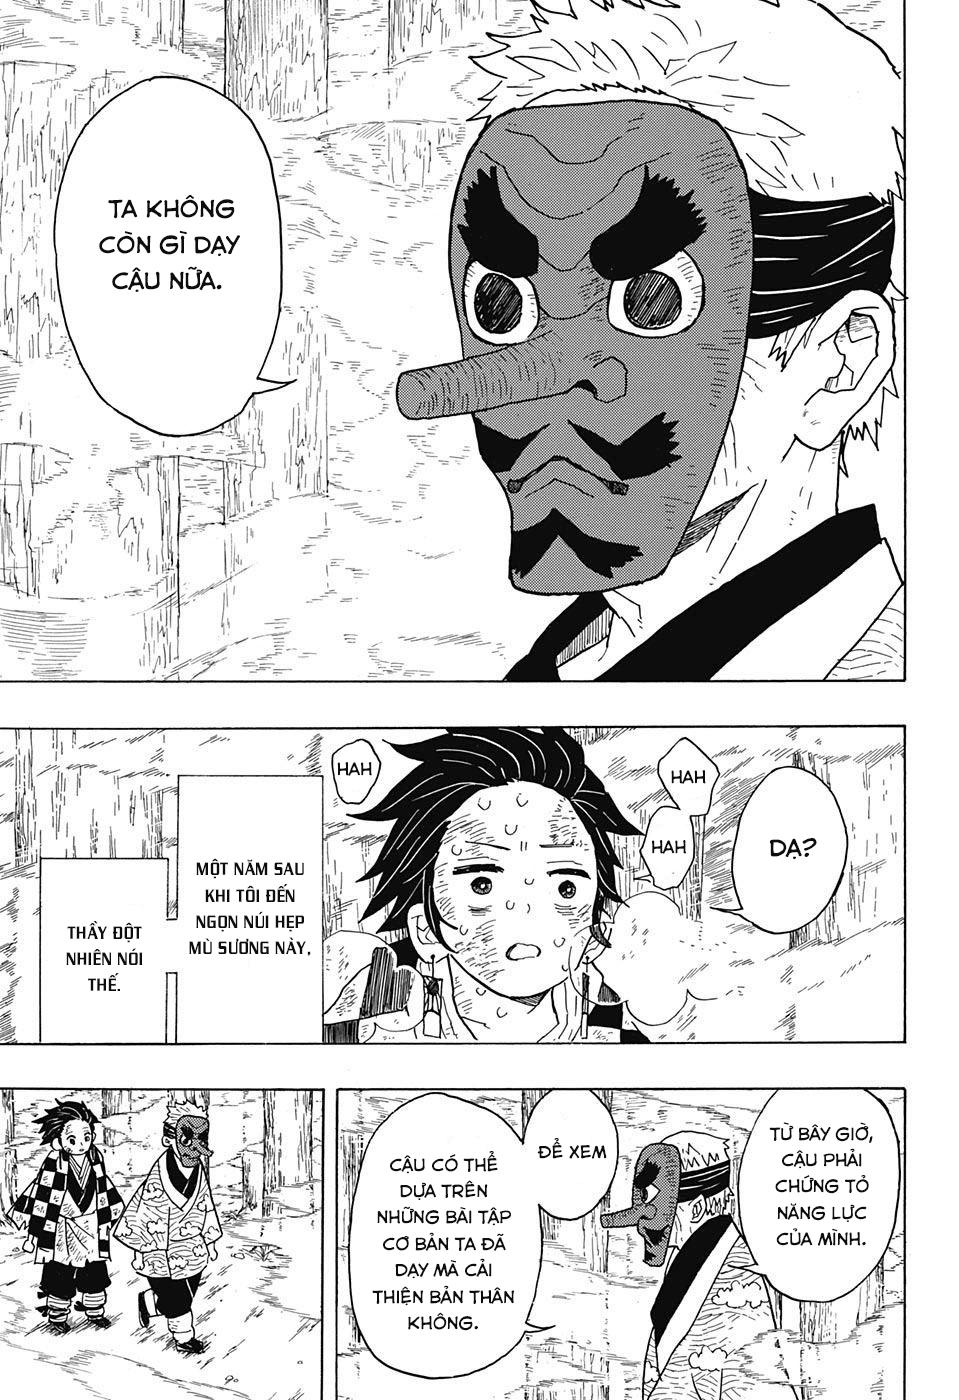 TA KHÔNG
CÒN GÌ DẠY
CẬU NỮA.
DẠ?
HAH
HAH
HAH
MỘT NĂM SAU
KHI TÔI ĐẾN
NGỌN NÚI HẸP
MÙ SƯƠNG NÀY,
THẦY ĐỘT
NHIÊN NÓI
THẾ.
TỪ BÂY GIỜ,
CẬU PHẢI
CHỨNG TỎ
NĂNG LỰC
CỦA MÌNH.
ĐỂ XEM
CẬU CÓ THỂ
DỰA TRÊN
NHỮNG BÀI TẬP
CƠ BẢN TA ĐÃ
DẠY MÀ CẢI
THIỆN BẢN THÂN
KHÔNG.